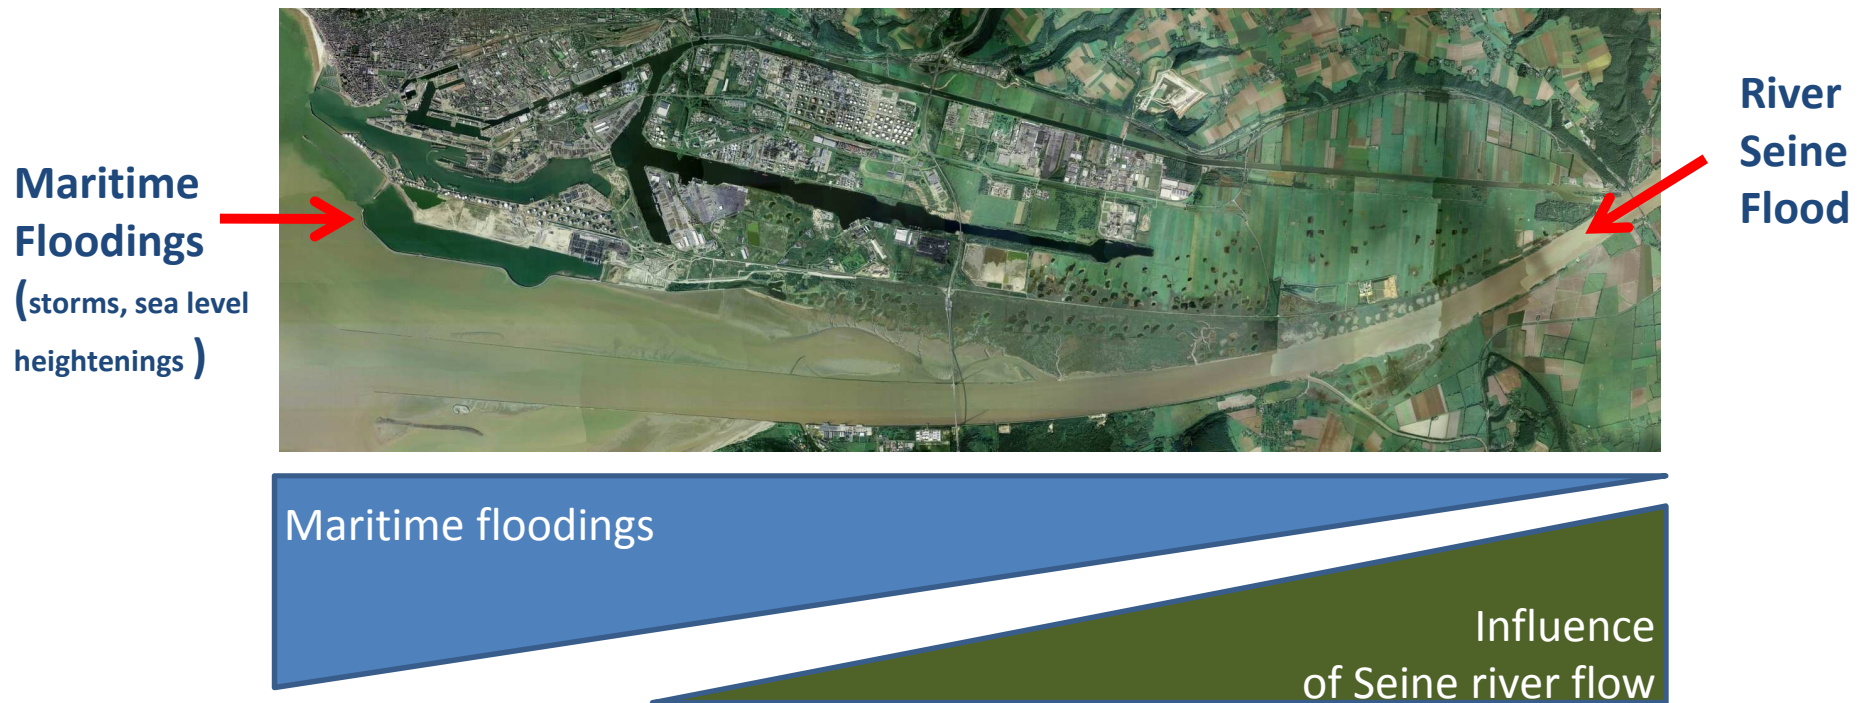 Maritime
Floodings
(storms, sea level
heightenings )
River
Seine
Flood
Maritime floodings
Influence
of Seine river flow